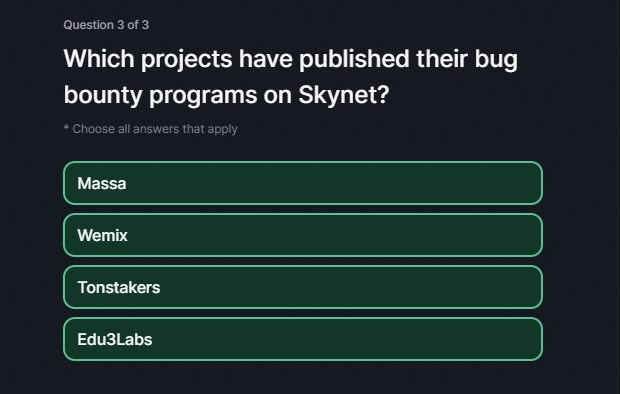 Question 3 of 3
Which projects have published their bug
bounty programs on Skynet?
* Choose all answers that apply
Massa
Wemix
Tonstakers
Edu3Labs